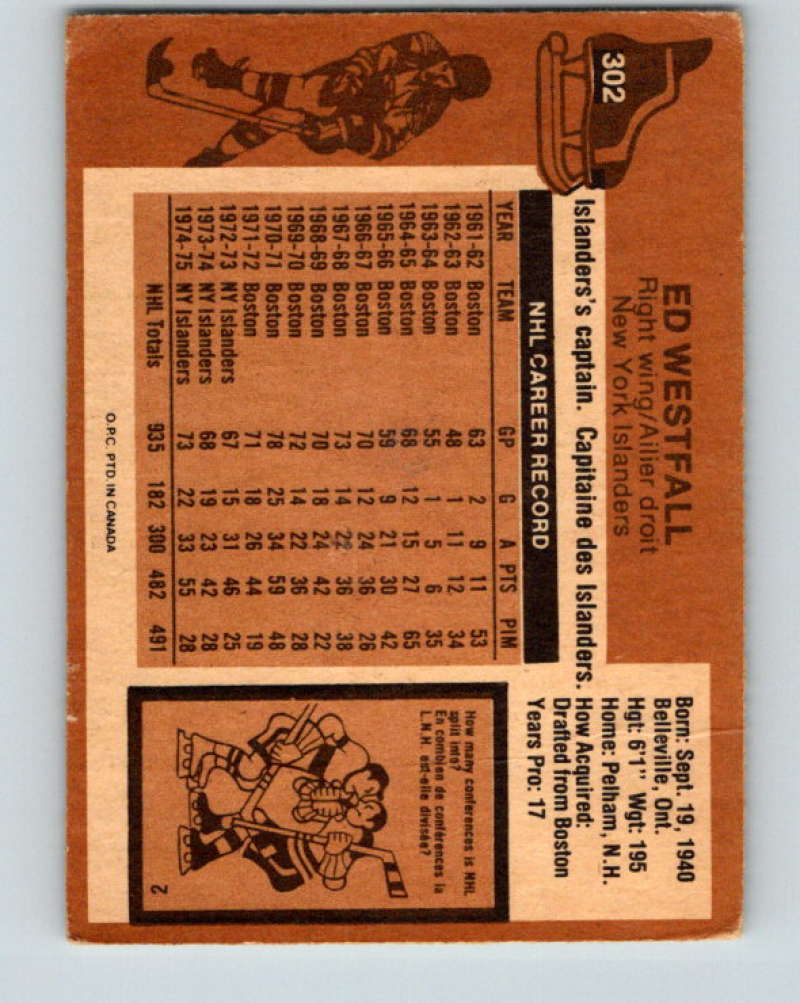 302
ED WESTFALL
Right wing/Ailier droit
New York Islanders
Born: Sept. 19, 1940
Belleville, Ont.
Hgt: 6'1" Wgt: 195
Home: Pelham, N.H.
How Acquired:
Drafted from Boston
Years Pro: 17
Islanders's captain. Capitaine des Islanders.
NHL CAREER RECORD
YEAR TEAM GP G A PTS PIM
1961-62 Boston 63 2 9 11 53
1962-63 Boston 48 1 11 12 34
1963-64 Boston 55 1 5 6 35
1964-65 Boston 68 12 15 27 65
1965-66 Boston 59 9 21 30 42
1966-67 Boston 70 12 24 36 26
1967-68 Boston 73 14 22 36 38
1968-69 Boston 70 18 24 42 22
1969-70 Boston 72 14 22 36 28
1970-71 Boston 78 25 34 59 48
1971-72 Boston 71 18 26 44 19
1972-73 NY Islanders 67 15 31 46 25
1973-74 NY Islanders 68 19 23 42 28
1974-75 NY Islanders 73 22 33 55 28
NHL Totals 935 182 300 482 491
How many conferences is NHL
split into?
En combien de conférences la
L.N.H. est-elle divisée?
2
O.P.C. PTD. IN CANADA